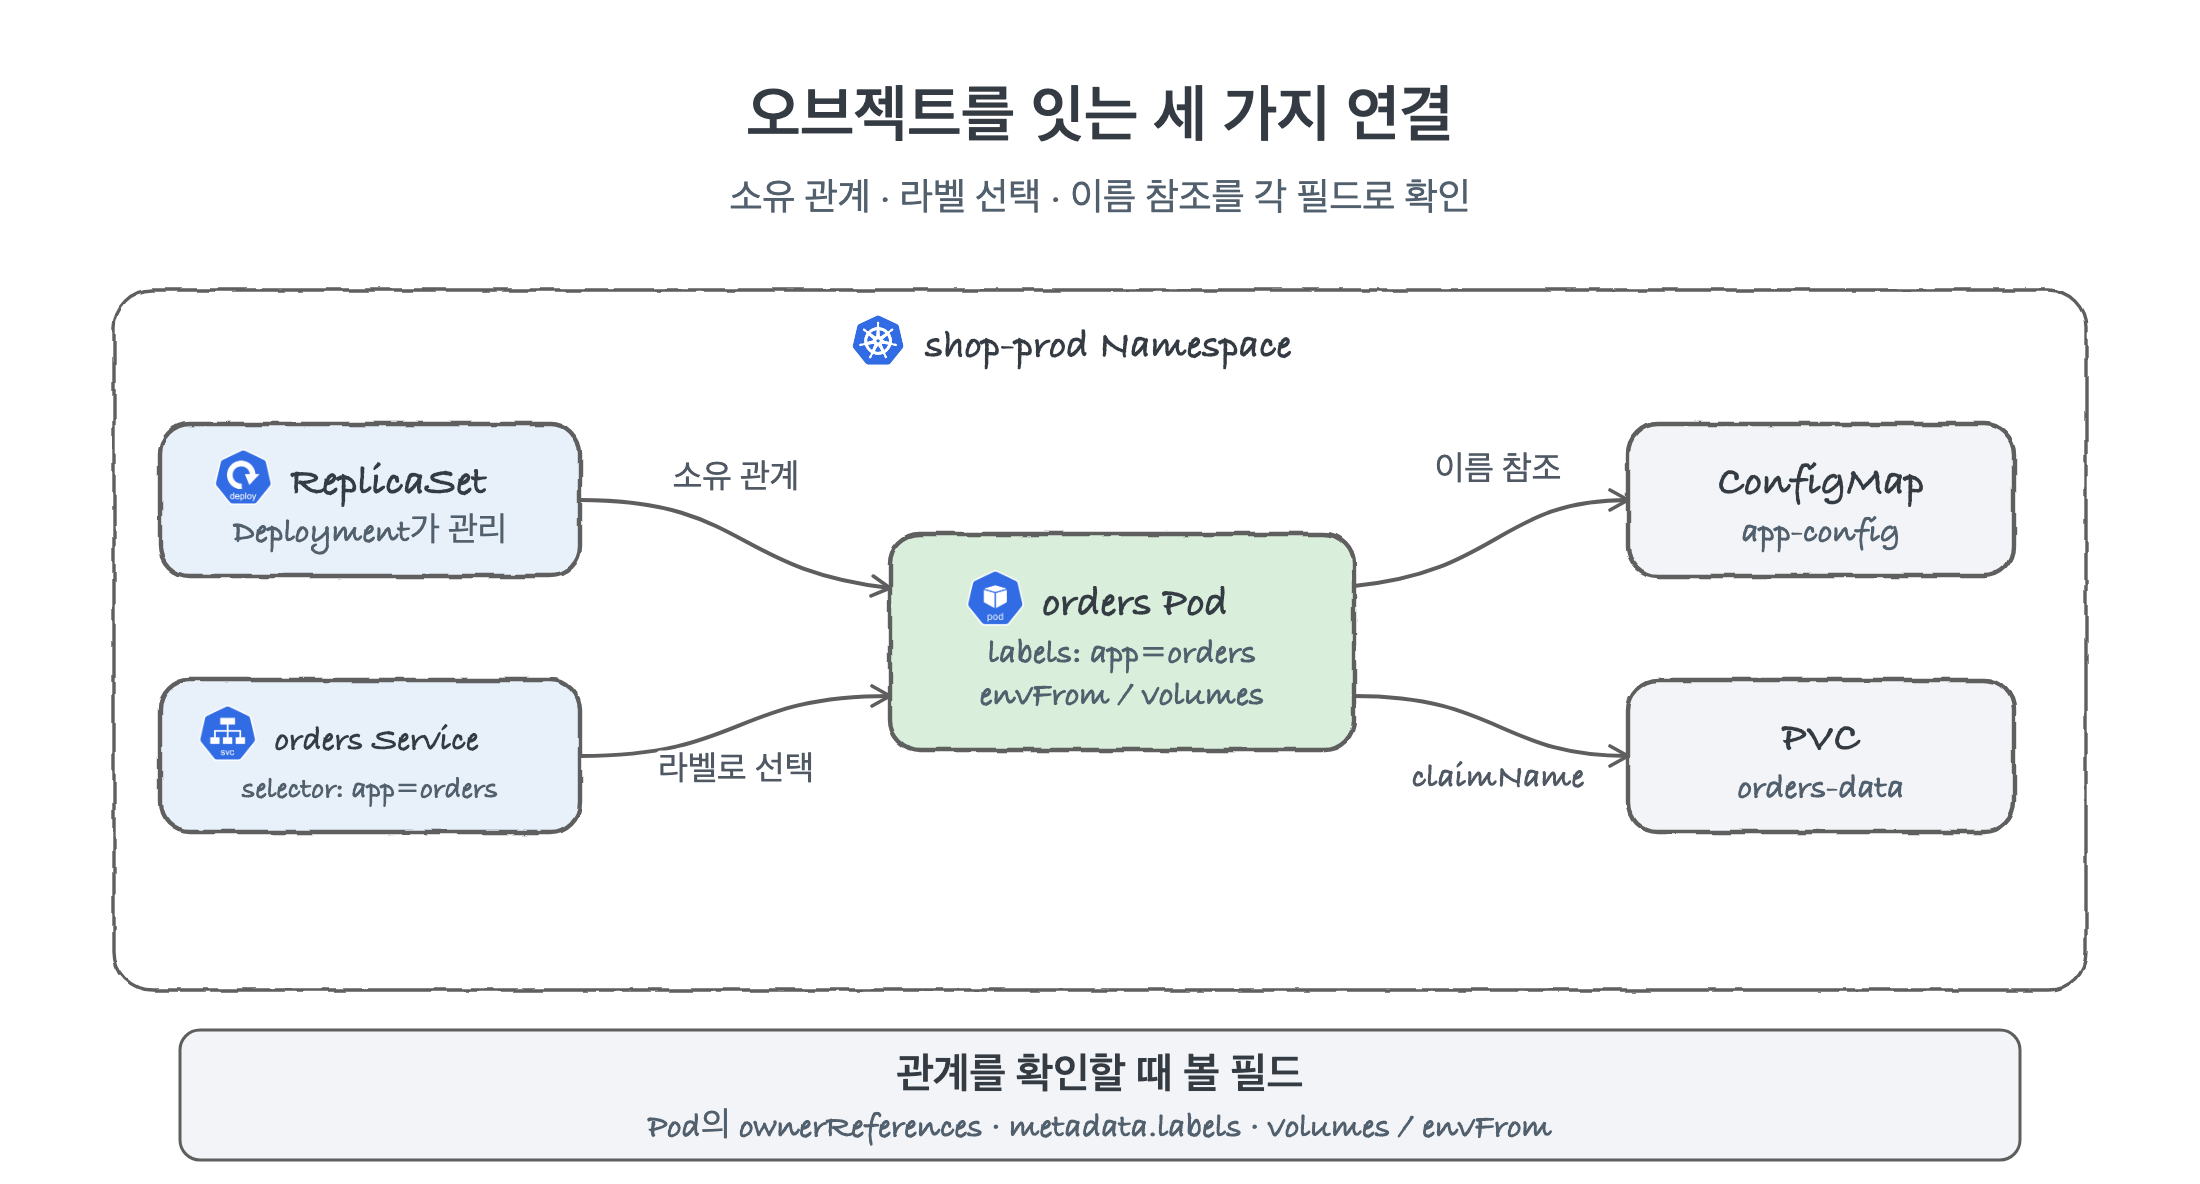 오브젝트를 잇는 세 가지 연결
소유 관계 · 라벨 선택 · 이름 참조를 각 필드로 확인
shop-prod Namespace
deploy
ReplicaSet
Deployment가 관리
소유 관계
svc
orders Service
selector: app=orders
라벨로 선택
pod
orders Pod
labels: app=orders
envFrom / volumes
이름 참조
ConfigMap
app-config
claimName
PVC
orders-data
관계를 확인할 때 볼 필드
Pod의 ownerReferences · metadata.labels · volumes / envFrom